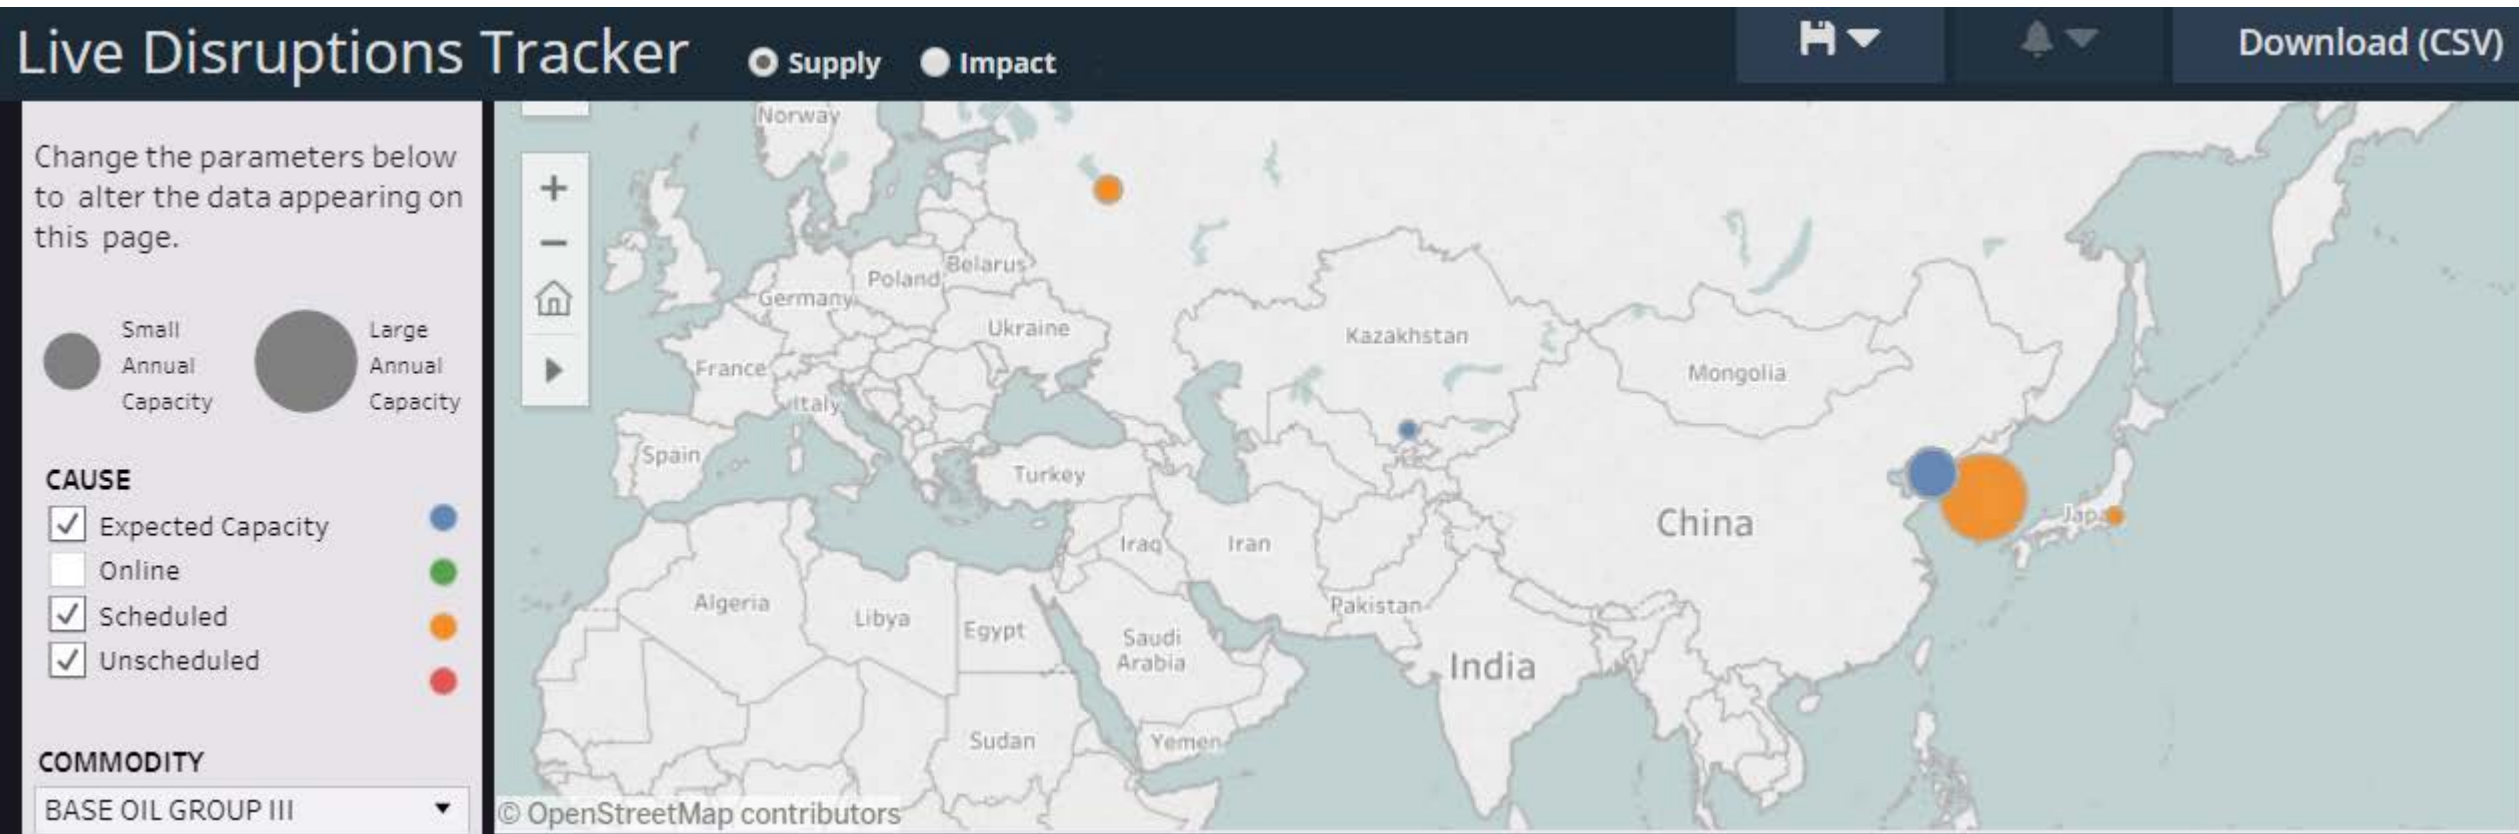 Live Disruptions Tracker
Supply
Impact
Download (CSV)
Change the parameters below
to alter the data appearing on
this page.
Small
Annual
Capacity
Large
Annual
Capacity
CAUSE
Expected Capacity
Online
Scheduled
Unscheduled
COMMODITY
BASE OIL GROUP III
Norway
Belarus
Poland
Germany
Ukraine
Kazakhstan
France
Mongolia
Italy
Spain
Turkey
China
Iraq
Iran
Algeria
Libya
Egypt
Pakistan
Saudi
Arabia
India
Sudan
Yemen
© OpenStreetMap contributors